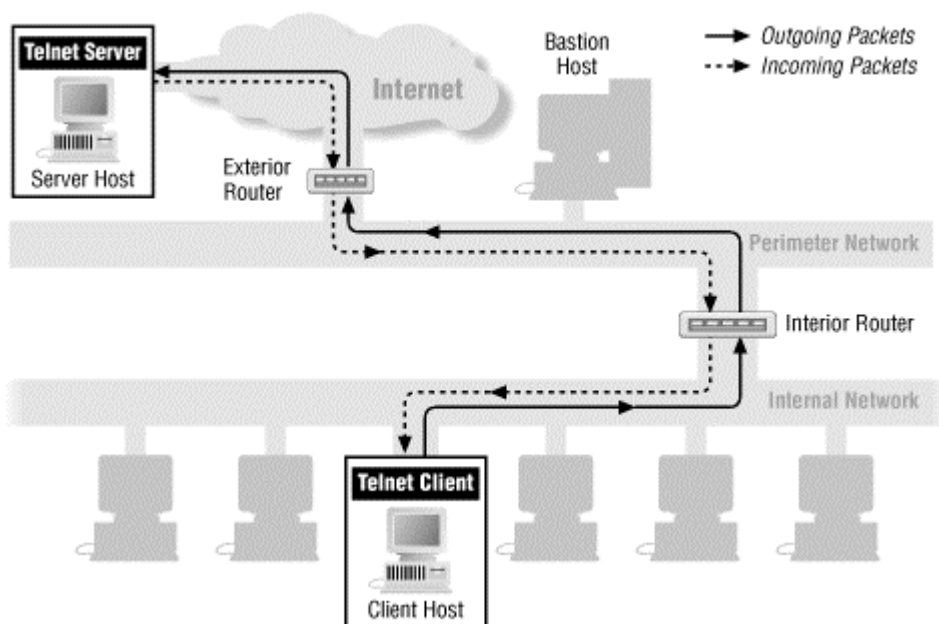 Telnet Server
Server Host
Internet
Bastion
Host
Outgoing Packets
Incoming Packets
Exterior
Router
Perimeter Network
Interior Router
Internal Network
Telnet Client
Client Host